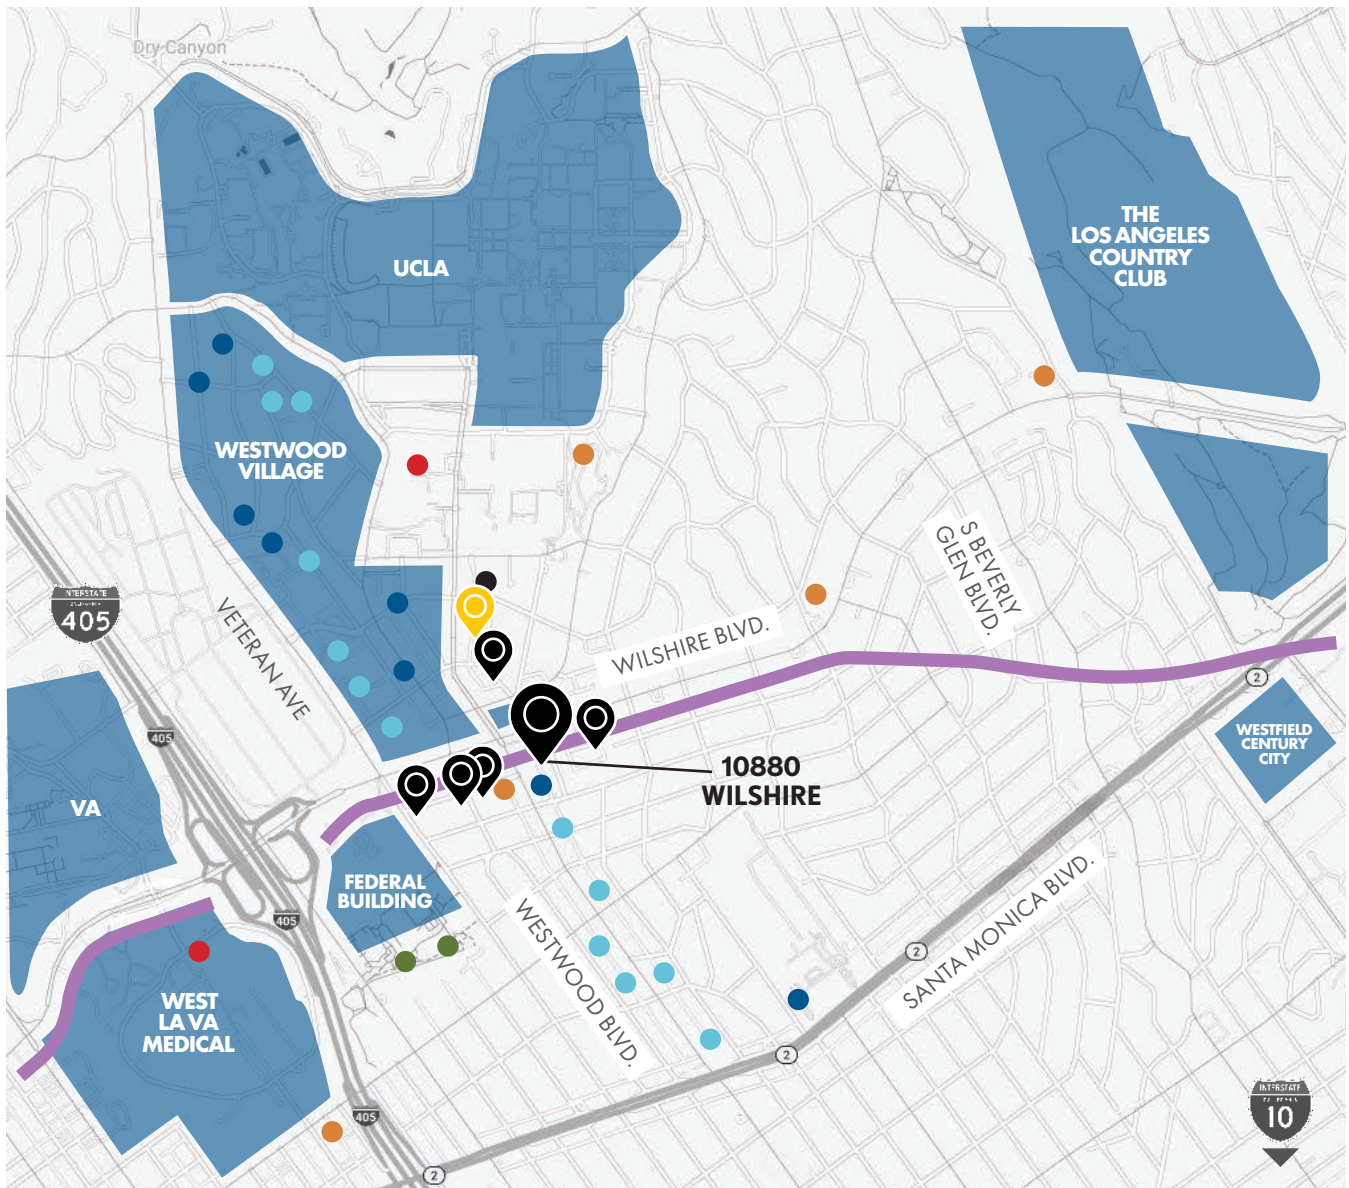 Dry Canyon
UCLA
THE
LOS ANGELES
COUNTRY
CLUB
WESTWOOD
VILLAGE
S BEVERLY
GLEN BLVD.
INTERSTATE
405
VETERAN AVE
WILSHIRE BLVD.
2
405
WESTFIELD
CENTURY
CITY
10880
WILSHIRE
VA
FEDERAL
BUILDING
405
WESTWOOD BLVD.
SANTA MONICA BLVD.
2
WEST
LA VA
MEDICAL
2
405
INTERSTATE
10
2